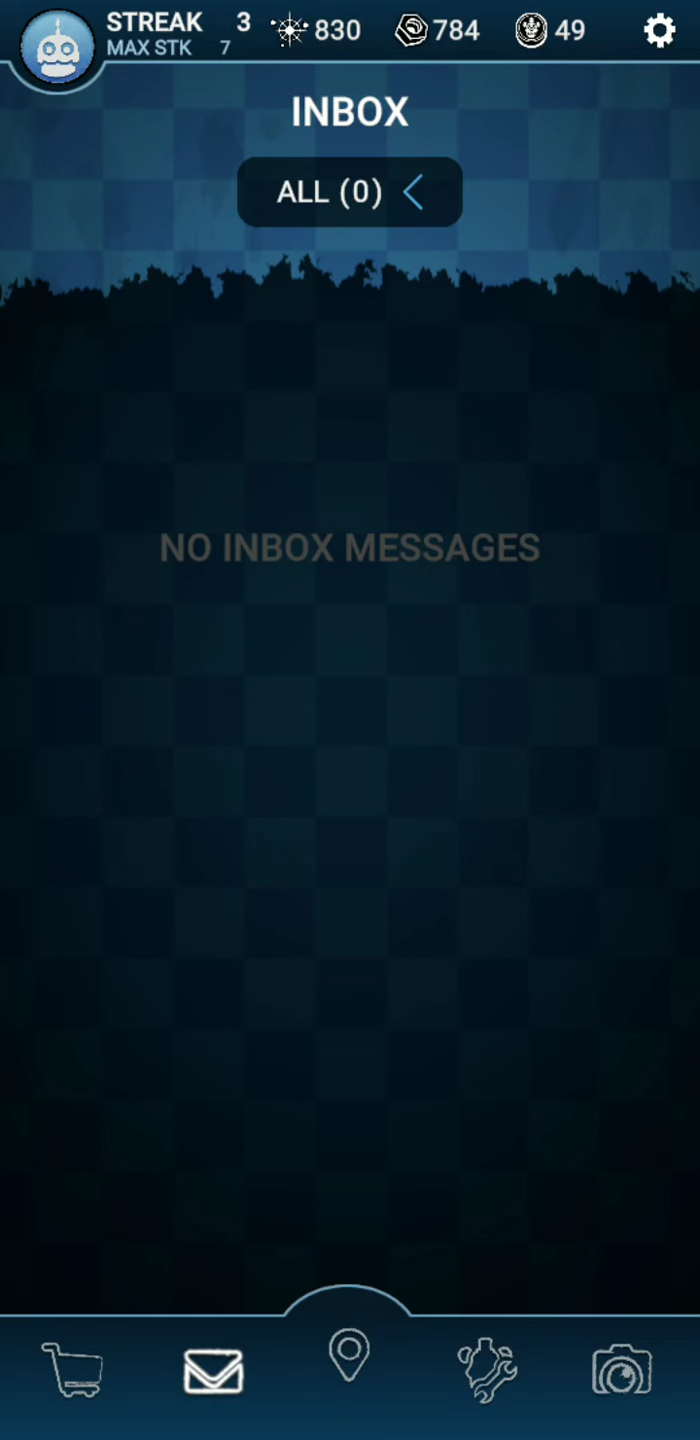 STREAK 3 830 784 49
MAX STK 7
INBOX
ALL (0)
NO INBOX MESSAGES